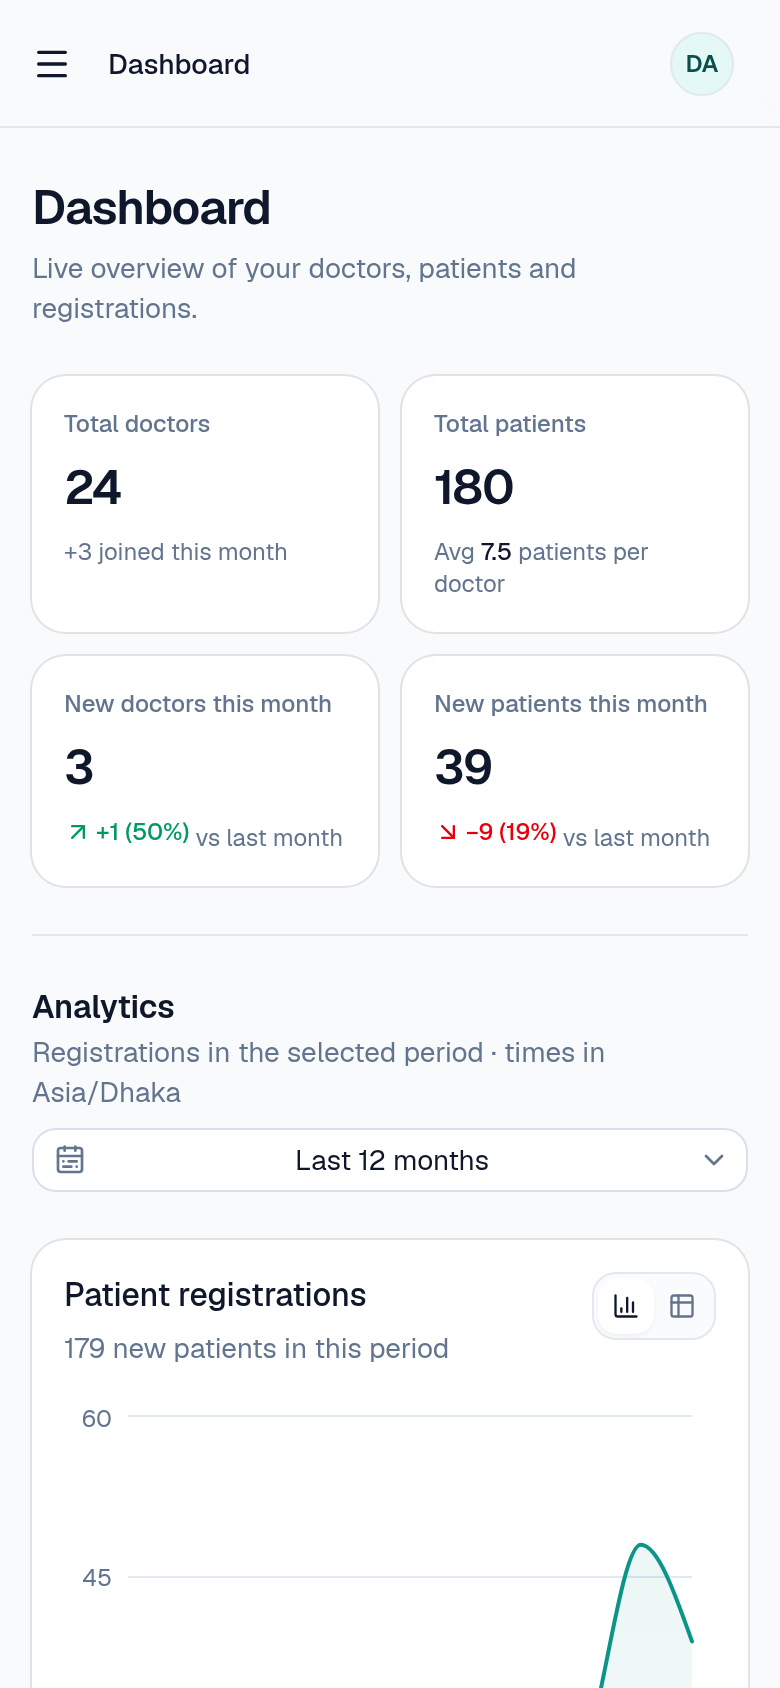 Dashboard
DA
Dashboard
Live overview of your doctors, patients and
registrations.
Total doctors
24
+3 joined this month
Total patients
180
Avg 7.5 patients per
doctor
New doctors this month
3
+1 (50%) vs last month
New patients this month
39
−9 (19%) vs last month
Analytics
Registrations in the selected period · times in
Asia/Dhaka
Last 12 months
Patient registrations
179 new patients in this period
60
45